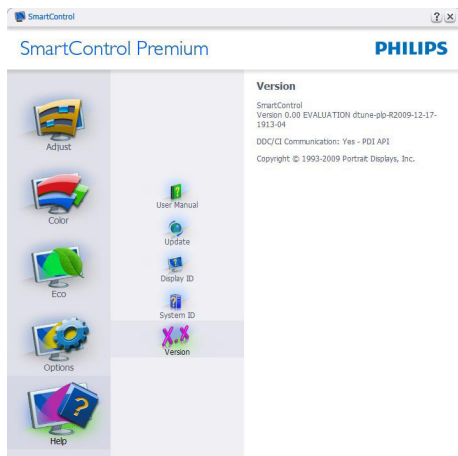 SmartControl
SmartControl Premium
PHILIPS
Adjust
Color
Eco
Options
Help
User Manual
Update
Display ID
System ID
X.X
Version
Version
SmartControl
Version 0.00 EVALUATION dtune-plp-R2009-12-17-
1913-04
DDC/CI Communication: Yes - PDI API
Copyright © 1993-2009 Portrait Displays, Inc.